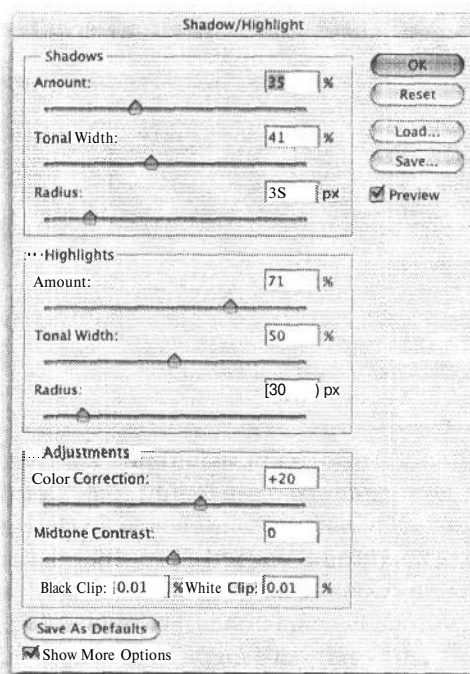 Shadow/Highlight
Shadows
Amount: 35 %
Tonal Width: 41 %
Radius: 3S px
Highlights
Amount: 71 %
Tonal Width: 50 %
Radius: [30 ) px
Adjustments
Color Correction: +20
Midtone Contrast: 0
Black Clip: 0.01 % White Clip: 0.01 %
Save As Defaults
Show More Options
OK
Reset
Load...
Save...
Preview